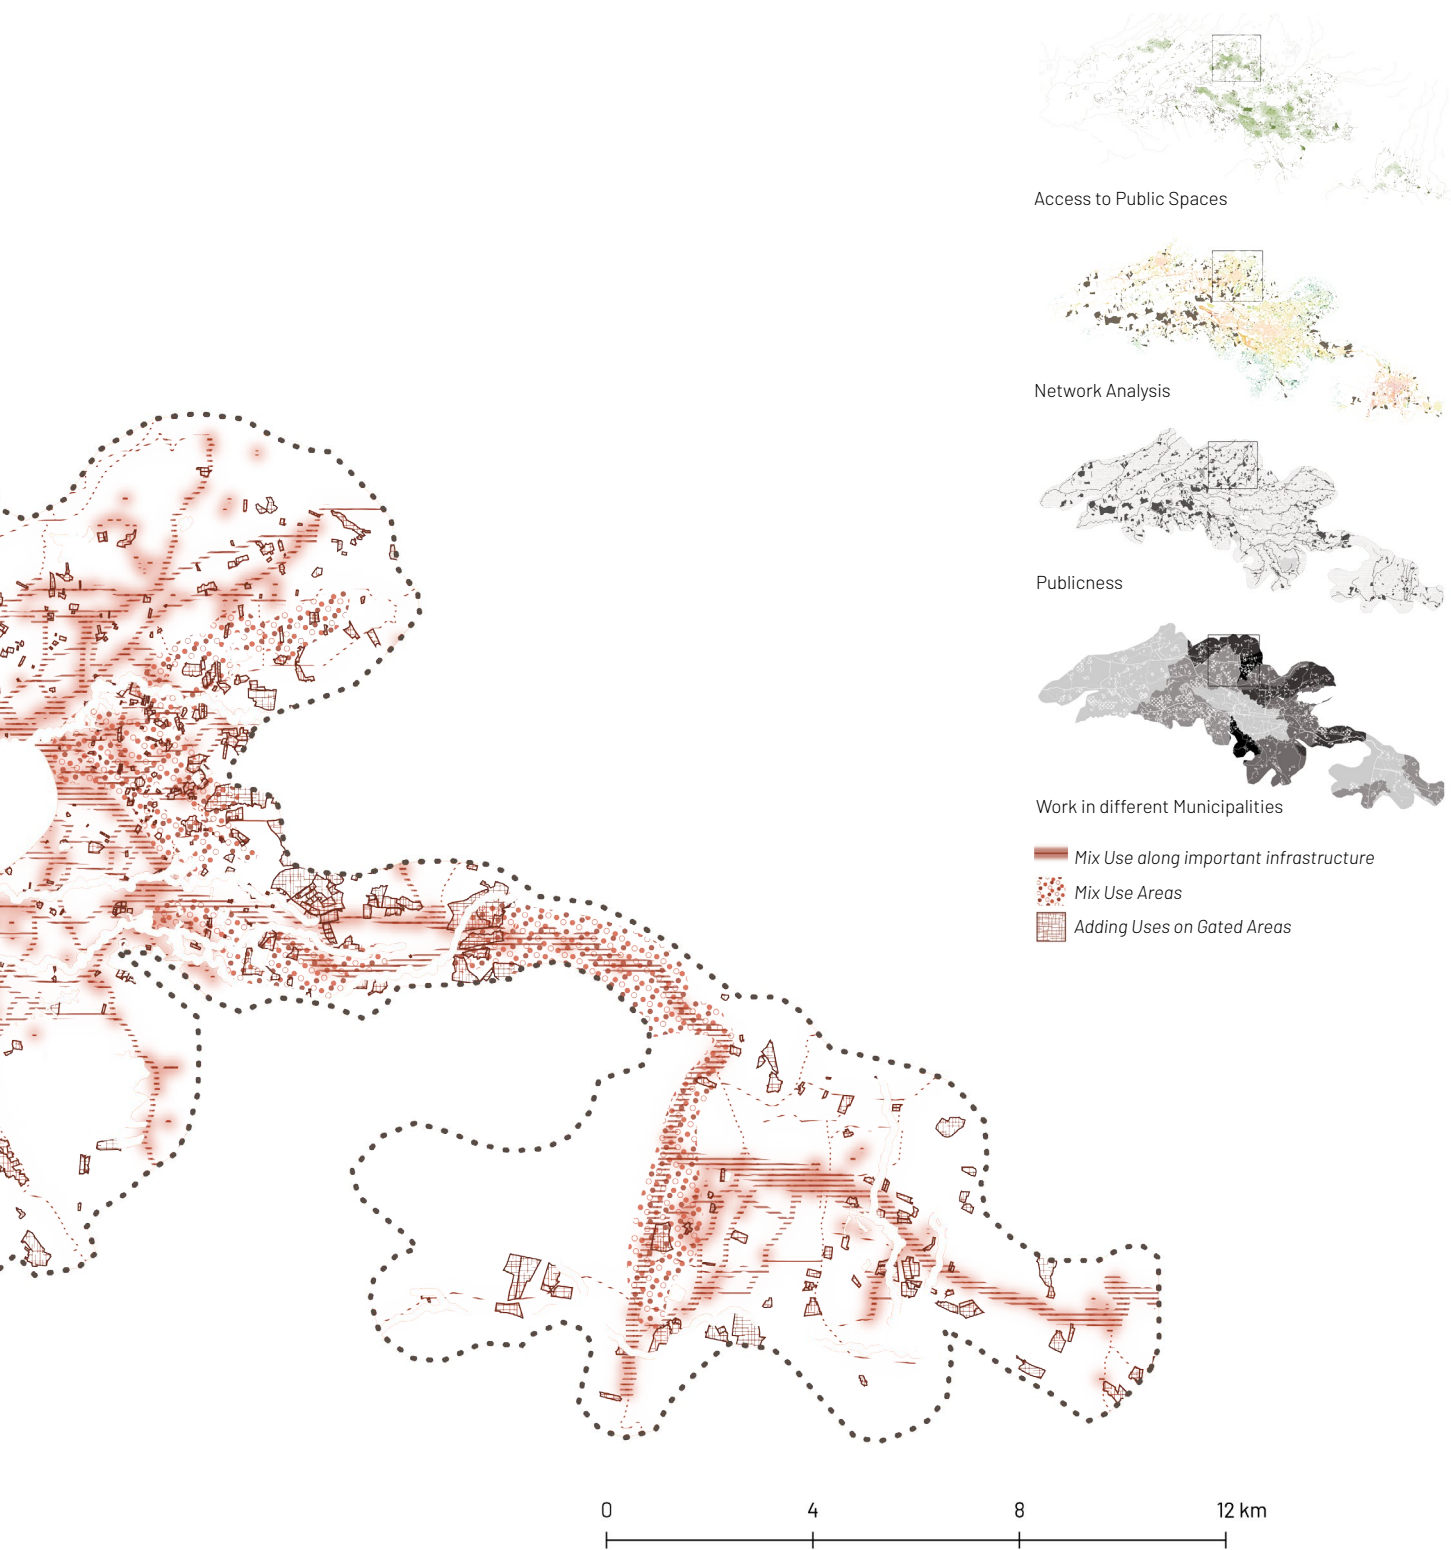 Access to Public Spaces
Network Analysis
Publicness
Work in different Municipalities
Mix Use along important infrastructure
Mix Use Areas
Adding Uses on Gated Areas
0 4 8 12 km